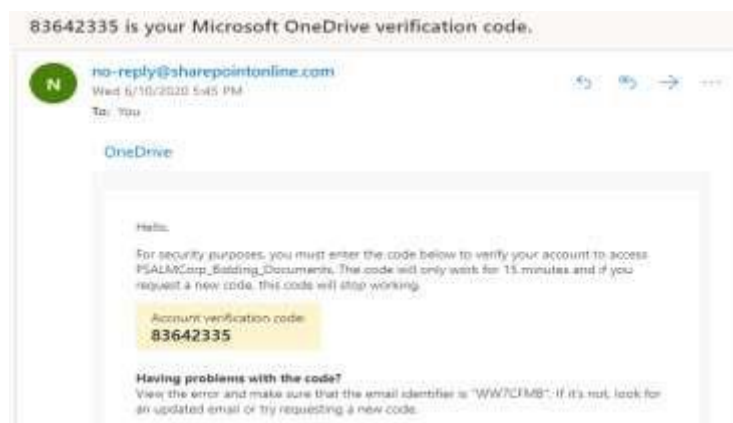 83642335 is your Microsoft OneDrive verification code.
N
no-reply@sharepointonline.com
Wed 6/10/2020 5:45 PM
To: You
OneDrive
Hello,
For security purposes, you must enter the code below to verify your account to access
PSALMCorp_Bidding_Documents. The code will only work for 15 minutes and if you
request a new code, this code will stop working.
Account verification code:
83642335
Having problems with the code?
View the error and make sure that the email identifier is "WW7CFMB". If it's not, look for
an updated email or try requesting a new code.